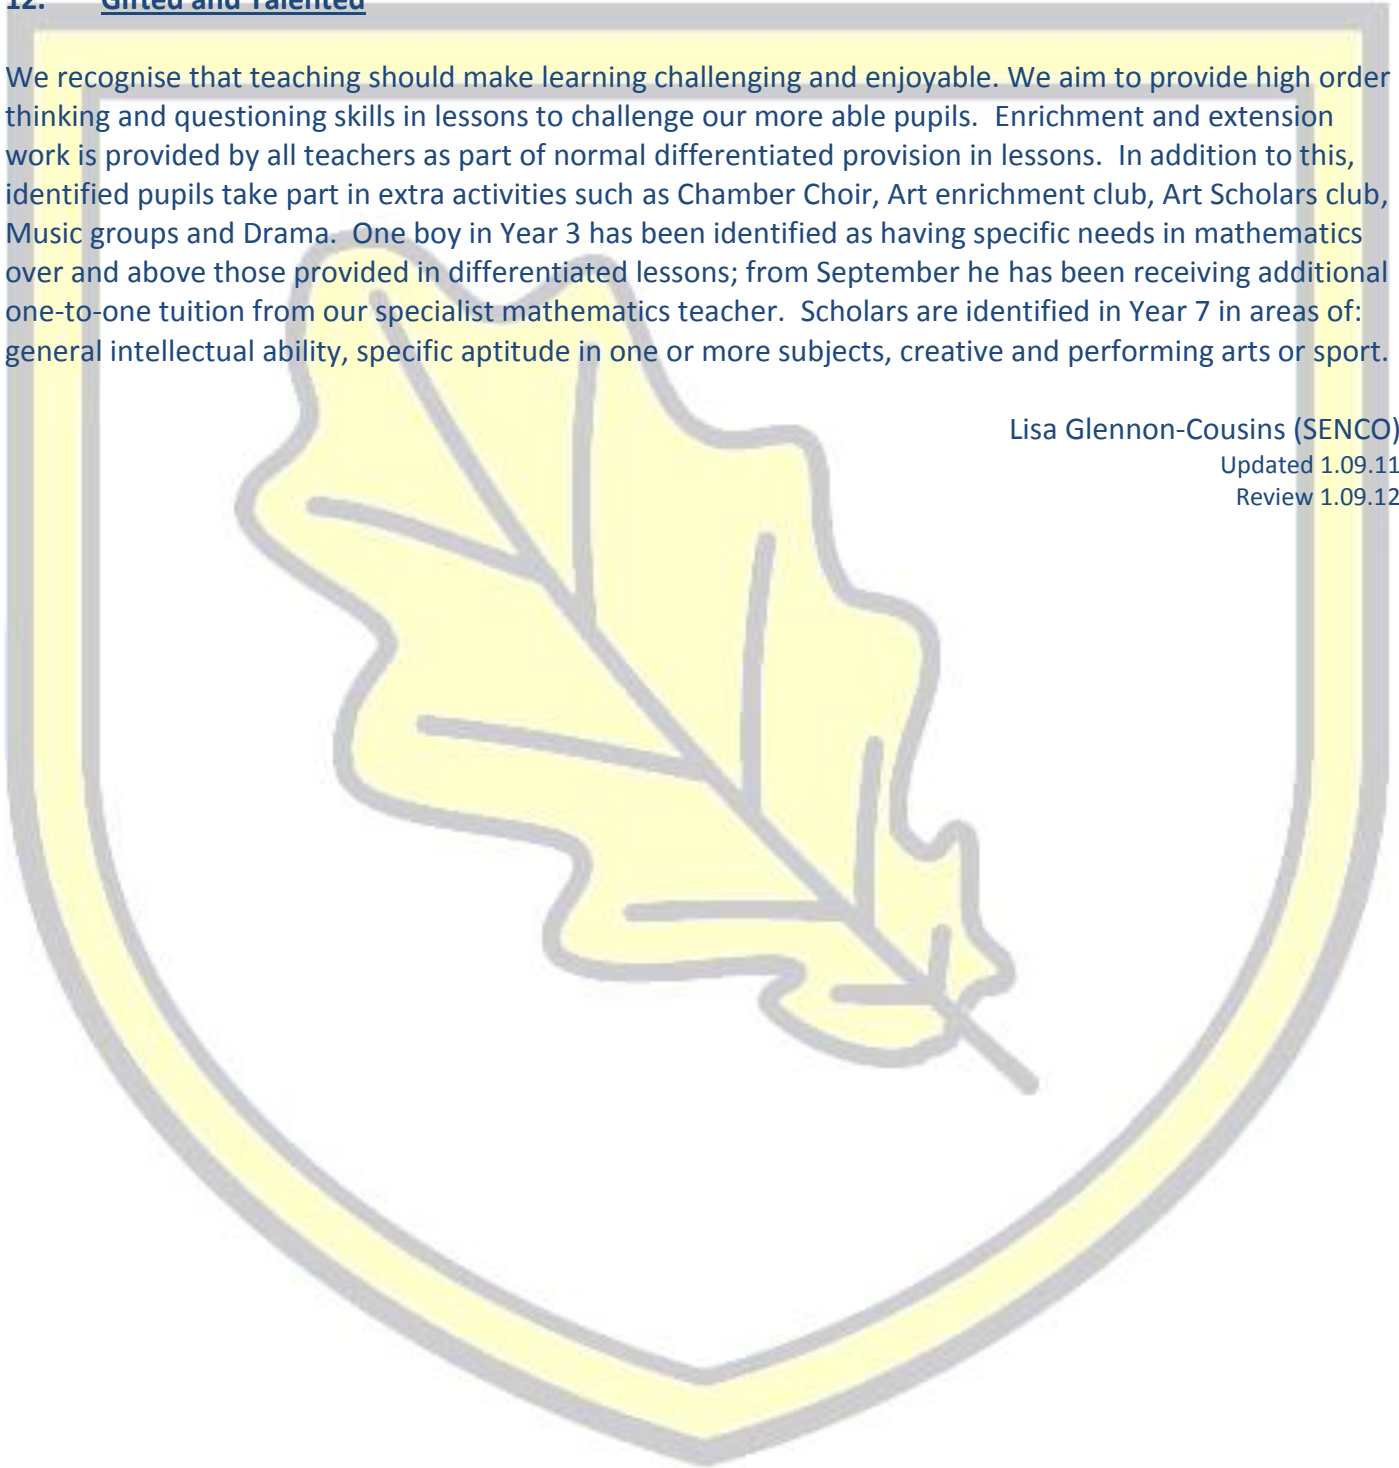 12. Gifted and Talented
We recognise that teaching should make learning challenging and enjoyable. We aim to provide high order
thinking and questioning skills in lessons to challenge our more able pupils.  Enrichment and extension
work is provided by all teachers as part of normal differentiated provision in lessons.  In addition to this,
identified pupils take part in extra activities such as Chamber Choir, Art enrichment club, Art Scholars club,
Music groups and Drama.  One boy in Year 3 has been identified as having specific needs in mathematics
over and above those provided in differentiated lessons; from September he has been receiving additional
one-to-one tuition from our specialist mathematics teacher.  Scholars are identified in Year 7 in areas of:
general intellectual ability, specific aptitude in one or more subjects, creative and performing arts or sport.
Lisa Glennon-Cousins (SENCO)
Updated 1.09.11
Review 1.09.12